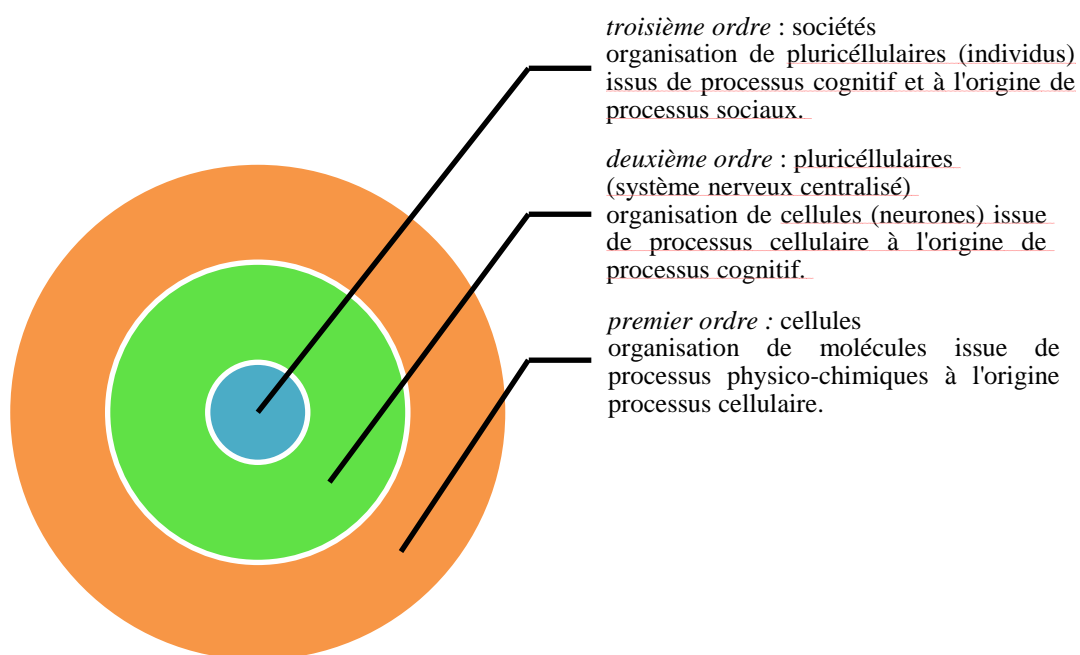 troisième ordre : sociétés
organisation de pluricéllulaires (individus)
issus de processus cognitif et à l'origine de
processus sociaux.
deuxième ordre : pluricéllulaires
(système nerveux centralisé)
organisation de cellules (neurones) issue
de processus cellulaire à l'origine de
processus cognitif.
premier ordre : cellules
organisation de molécules issue de
processus physico-chimiques à l'origine
processus cellulaire.